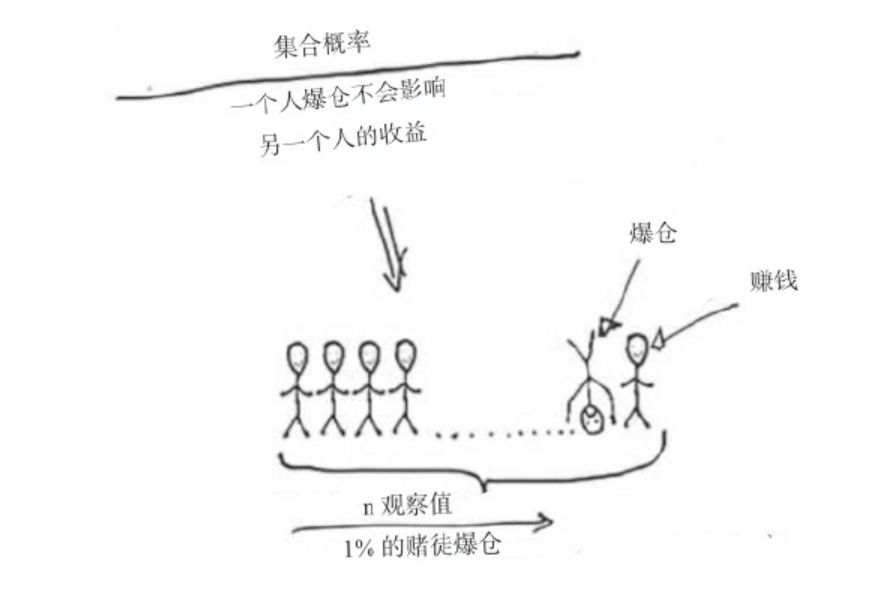 集合概率
一个人爆仓不会影响
另一个人的收益
爆仓
赚钱
n 观察值
1% 的赌徒爆仓